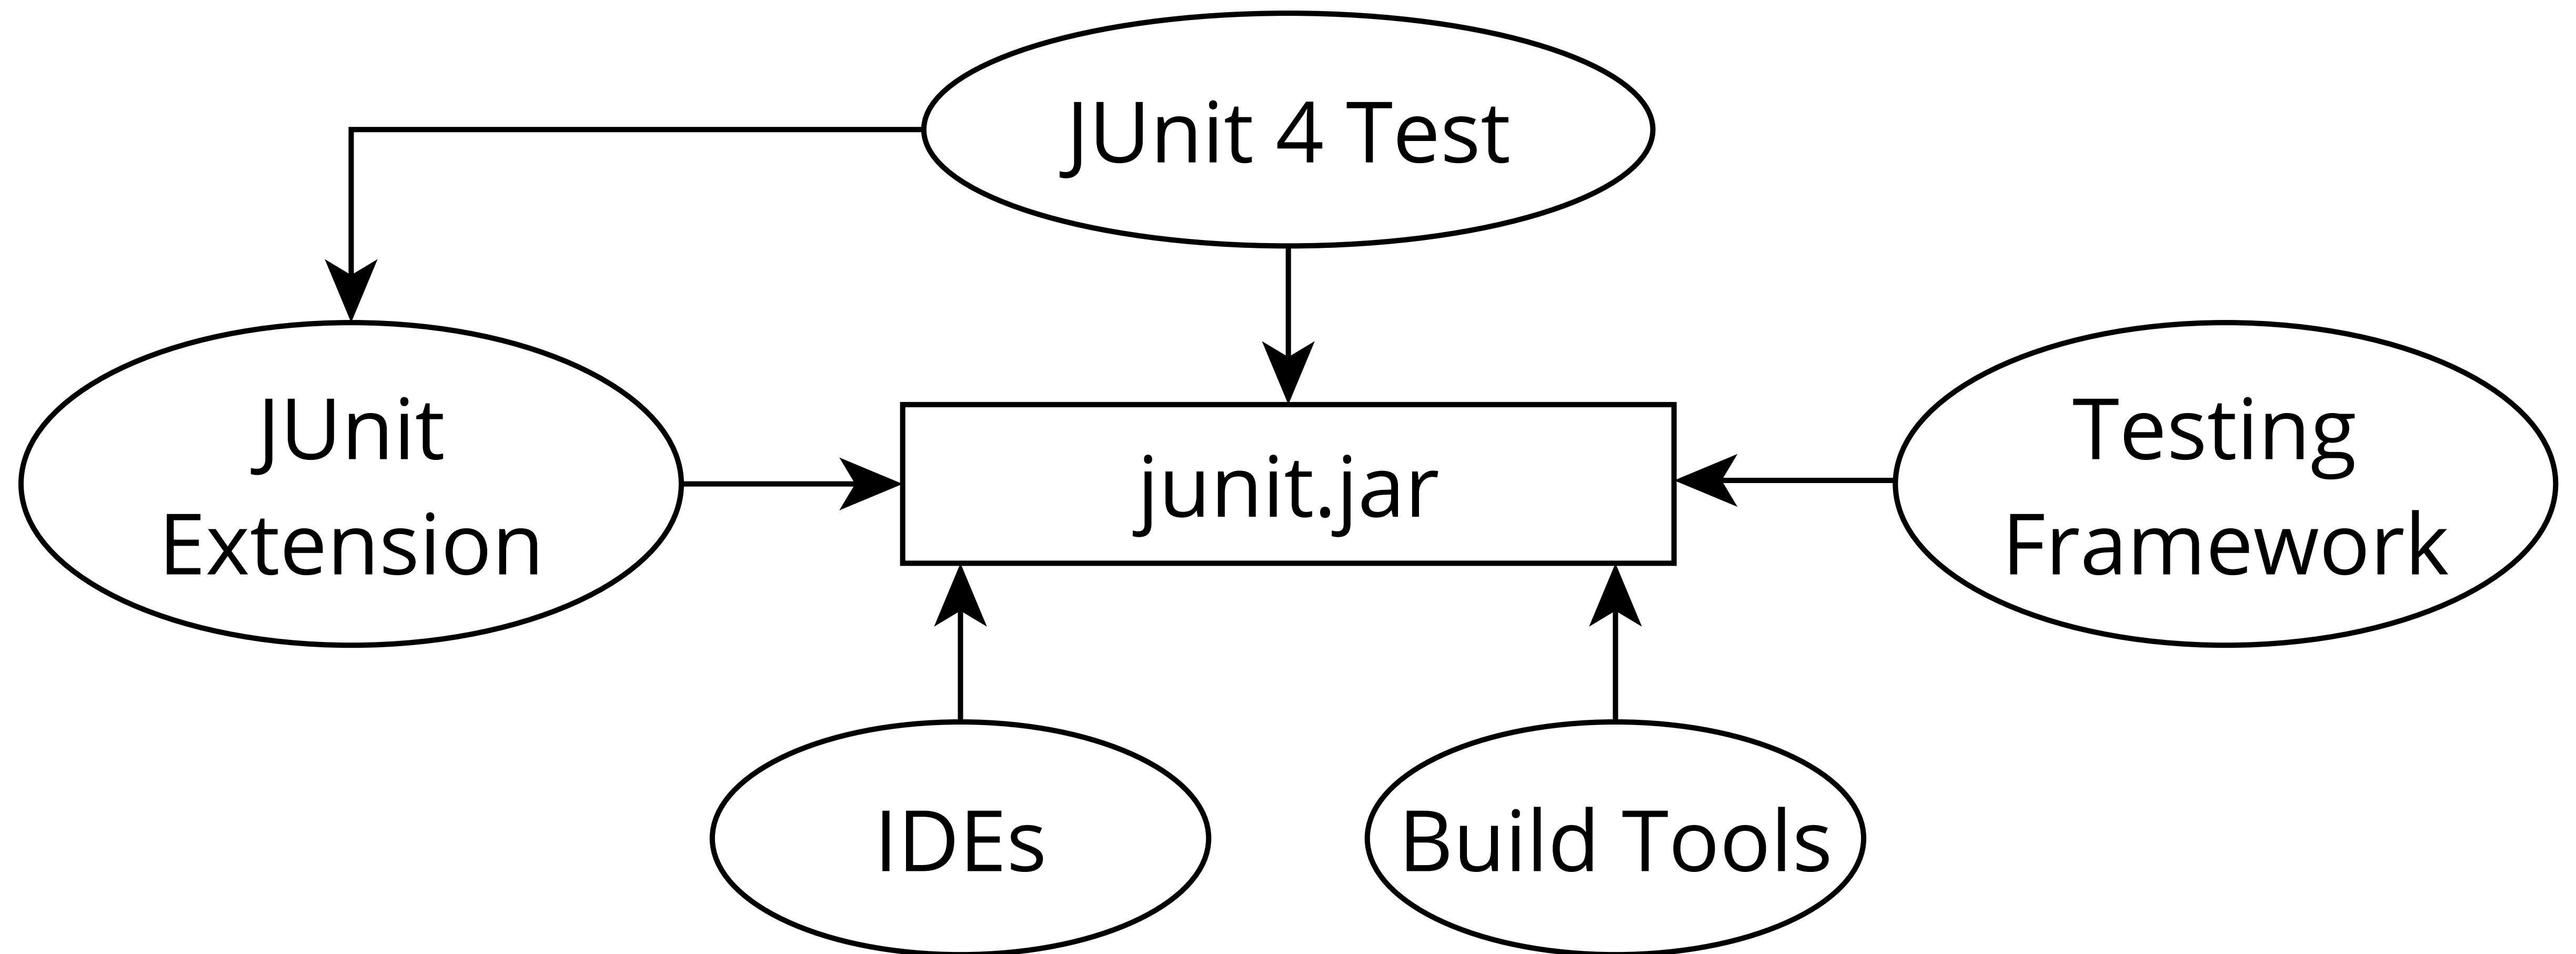 JUnit 4 Test
JUnit
Extension
junit.jar
Testing
Framework
IDEs
Build Tools